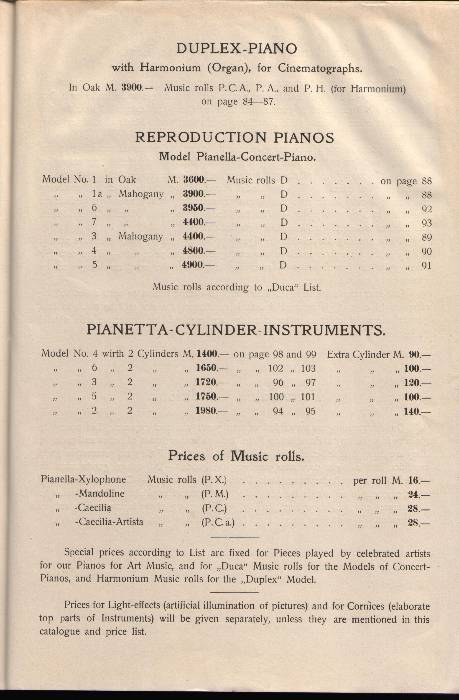 DUPLEX-PIANO
with Harmonium (Organ), for Cinematographs.
In Oak M. 3900.— Music rolls P.C.A., P. A., and P. H. (for Harmonium)
on page 84—87.
REPRODUCTION PIANOS
Model Pianella-Concert-Piano.
Model No. 1 in Oak M. 3600.— Music rolls D . . . . . . . on page 88
„ „ 1a „ Mahogany „ 3900.— „ „ D . . . . . . . „ „ 88
„ „ 6 „ „ „ 3950.— „ „ D . . . . . . . „ „ 92
„ „ 7 „ „ „ 4400.— „ „ D . . . . . . . „ „ 93
„ „ 3 „ Mahogany „ 4400.— „ „ D . . . . . . . „ „ 89
„ „ 4 „ „ „ 4800.— „ „ D . . . . . . . „ „ 90
„ „ 5 „ „ „ 4900.— „ „ D . . . . . . . „ „ 91
Music rolls according to „Duca“ List.
PIANETTA-CYLINDER-INSTRUMENTS.
Model No. 4 wirth 2 Cylinders M. 1400.— on page 98 and 99 Extra Cylinder M. 90.—
„ „ 6 „ 2 „ „ 1650.— „ „ 102 „ 103 „ „ „ 100.—
„ „ 3 „ 2 „ „ 1720.— „ „ 96 „ 97 „ „ „ 120.—
„ „ 5 „ 2 „ „ 1750.— „ „ 100 „ 101 „ „ „ 100.—
„ „ 2 „ 2 „ „ 1980.— „ „ 94 „ 95 „ „ „ 140.—
Prices of Music rolls.
Pianella-Xylophone Music rolls (P. X.) . . . . . . . . . per roll M. 16.—
„ -Mandoline „ „ (P. M.) . . . . . . . . . „ „ „ 24.—
„ -Caecilia „ „ (P. C.) . . . . . . . . . „ „ „ 28.—
„ -Caecilia-Artista „ „ (P. C. a.) . . . . . . . . . „ „ „ 28.—
Special prices according to List are fixed for Pieces played by celebrated artists
for our Pianos for Art Music, and for „Duca“ Music rolls for the Models of Concert-
Pianos, and Harmonium Music rolls for the „Duplex“ Model.
Prices for Light-effects (artificial illumination of pictures) and for Cornices (elaborate
top parts of Instruments) will be given separately, unless they are mentioned in this
catalogue and price list.